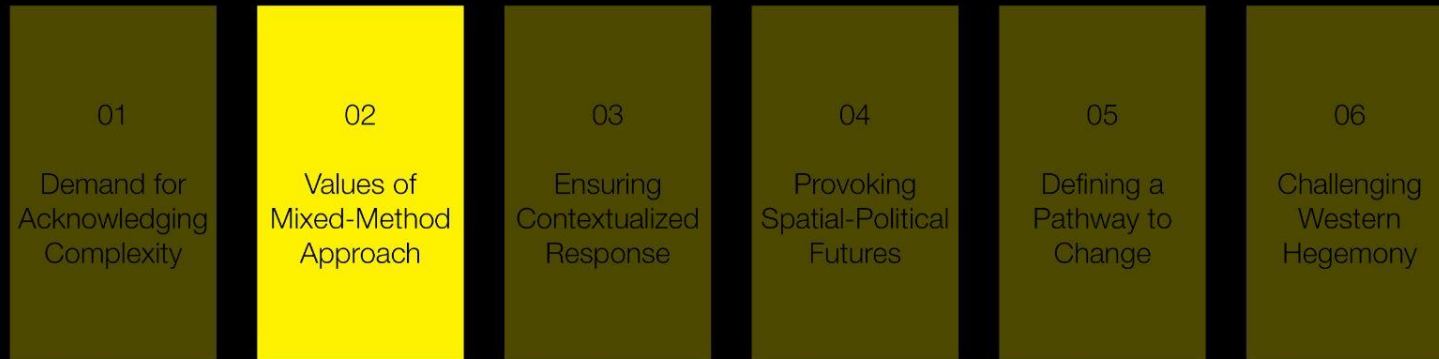 01
Demand for
Acknowledging
Complexity
02
Values of
Mixed-Method
Approach
03
Ensuring
Contextualized
Response
04
Provoking
Spatial-Political
Futures
05
Defining a
Pathway to
Change
06
Challenging
Western
Hegemony